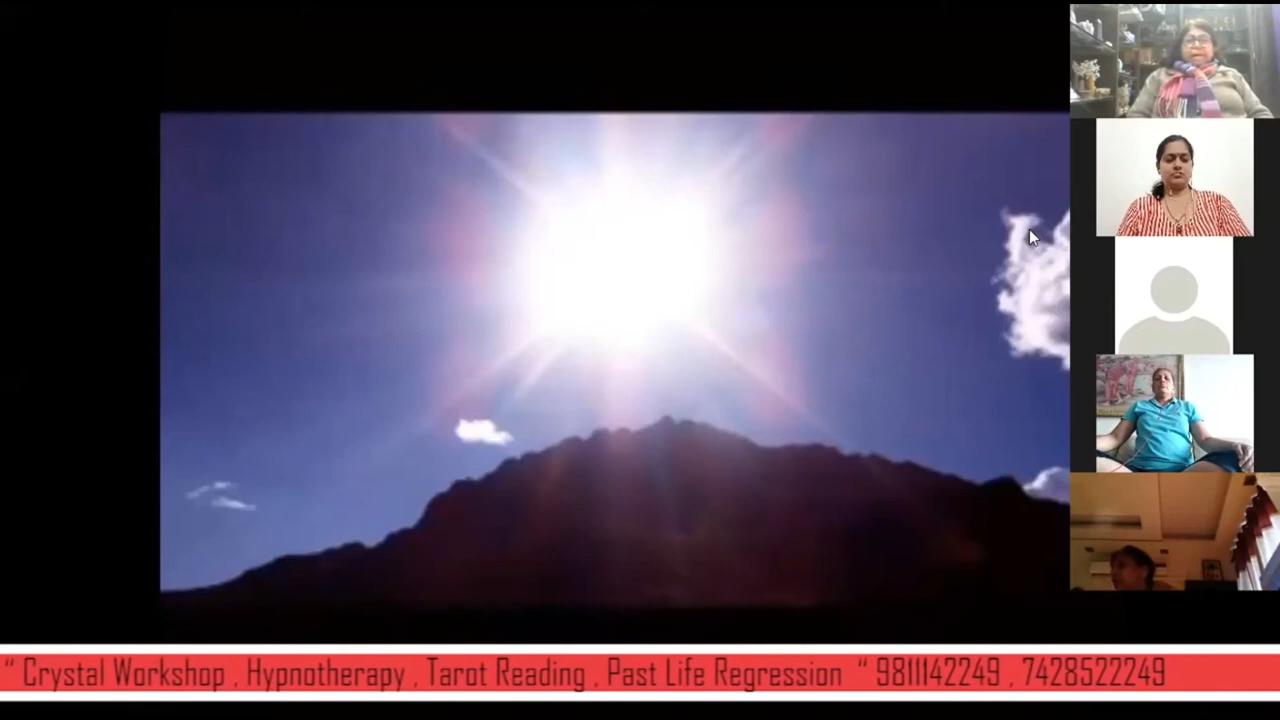 “ Crystal Workshop , Hypnotherapy , Tarot Reading , Past Life Regression “ 9811142249 , 7428522249